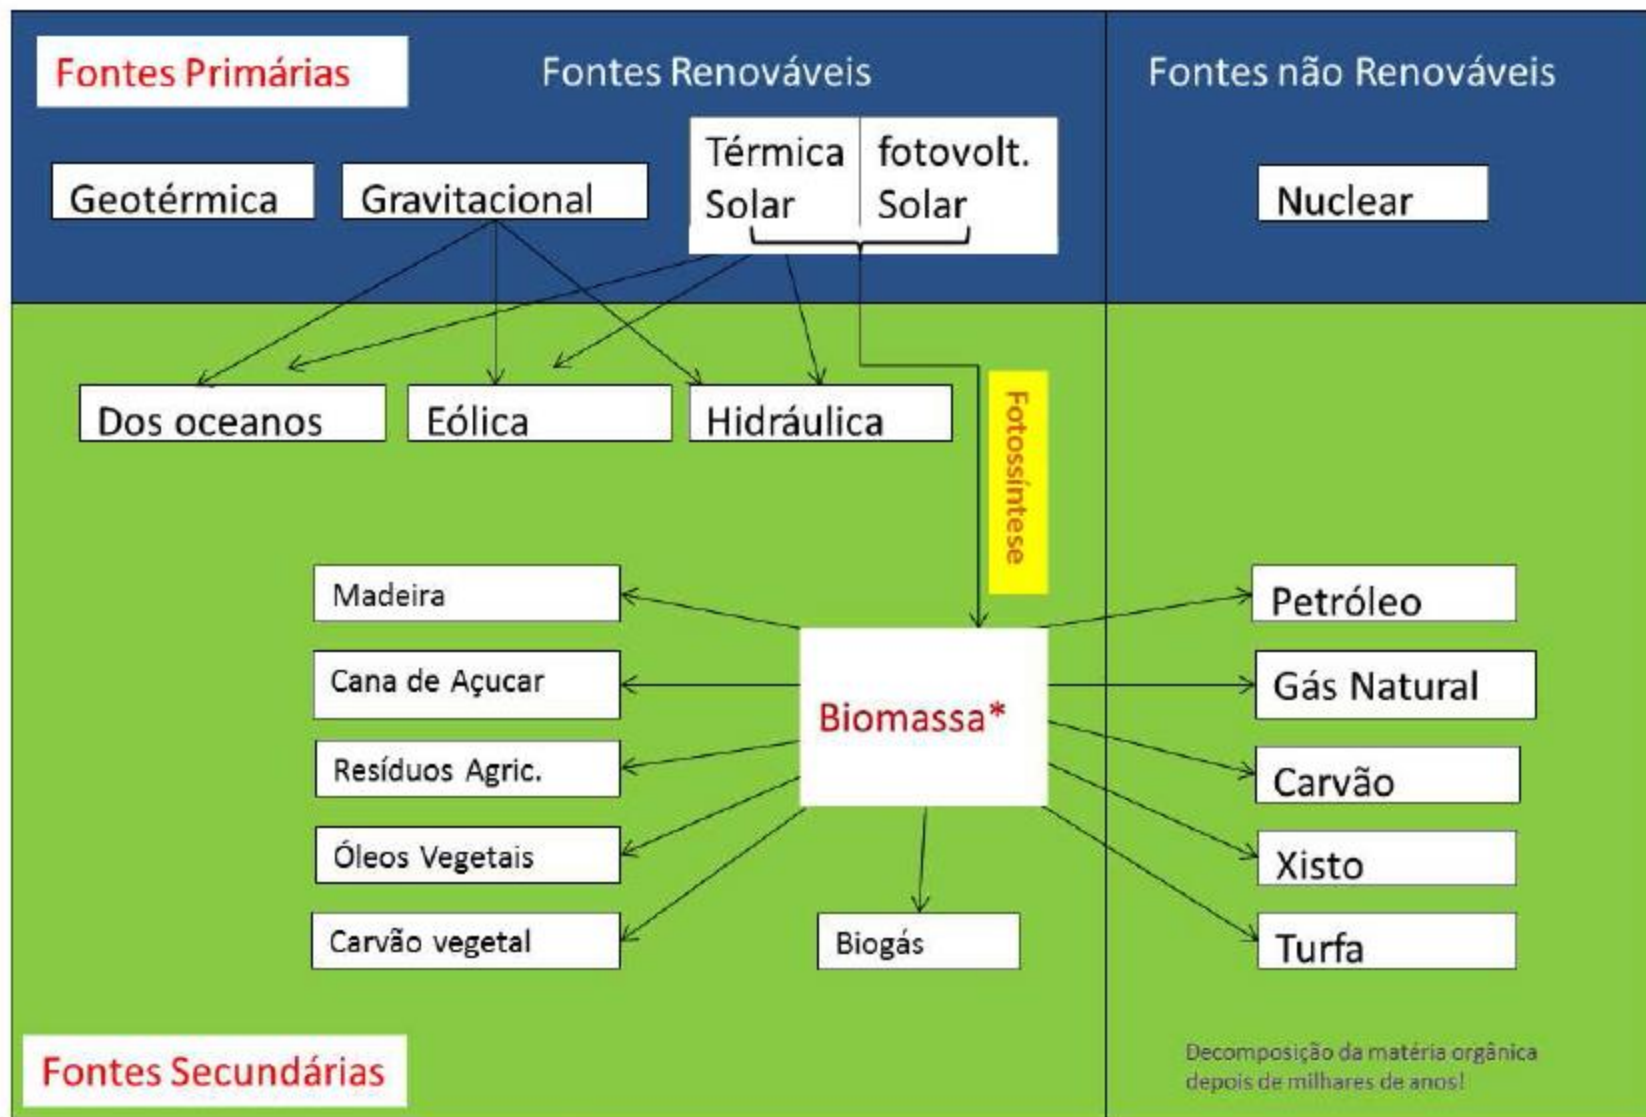 Fontes Primárias
Fontes Renováveis
Fontes não Renováveis
Geotérmica
Gravitacional
Térmica
Solar
fotovolt.
Solar
Nuclear
Dos oceanos
Eólica
Hidráulica
Fotossíntese
Madeira
Cana de Açucar
Resíduos Agric.
Óleos Vegetais
Carvão vegetal
Biomassa*
Biogás
Petróleo
Gás Natural
Carvão
Xisto
Turfa
Fontes Secundárias
Decomposição da matéria orgânica
depois de milhares de anos!